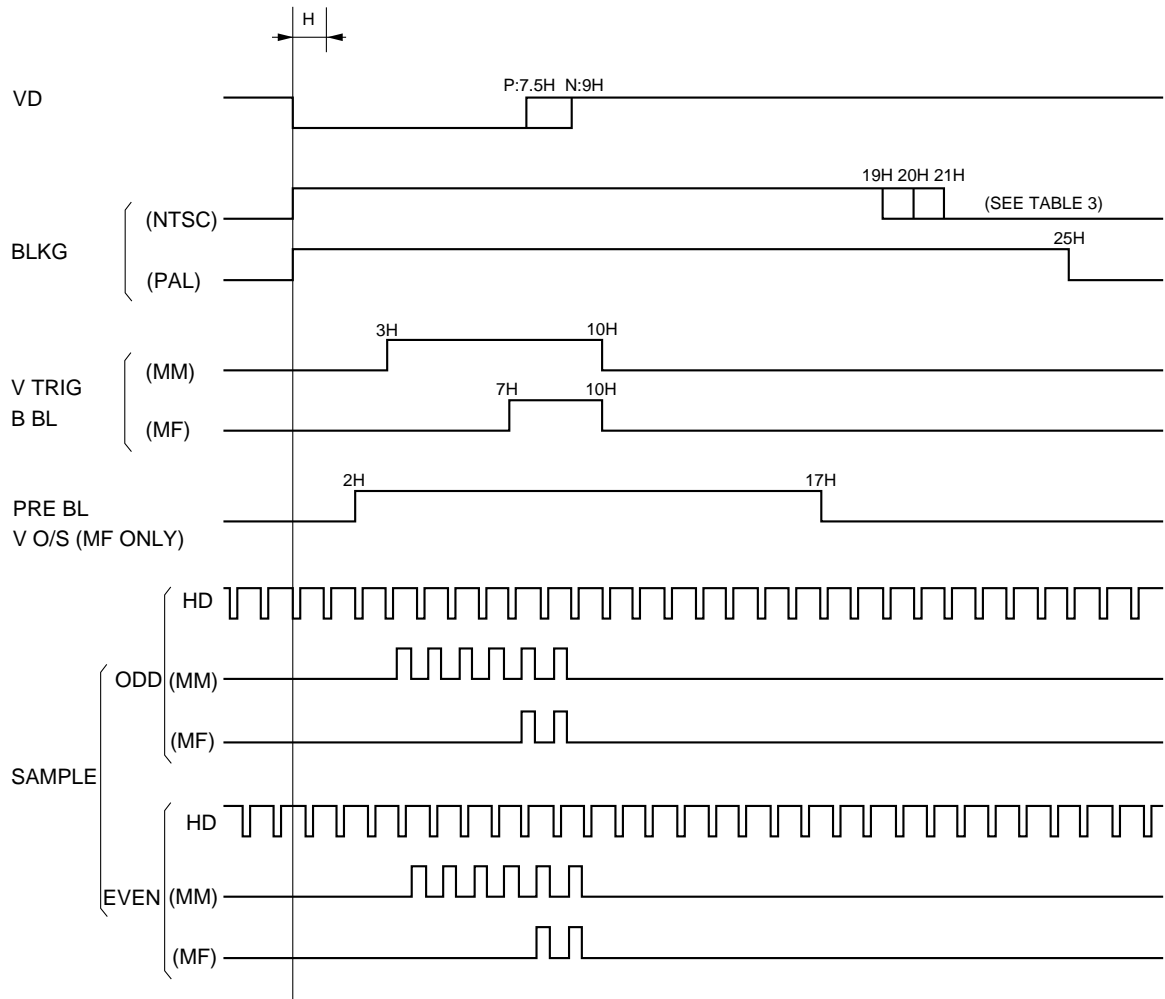 H
VD
P:7.5H N:9H
19H 20H 21H
(NTSC)
(SEE TABLE 3)
BLKG
25H
(PAL)
3H
10H
V TRIG
(MM)
B BL
7H
10H
(MF)
2H
17H
PRE BL
V O/S (MF ONLY)
HD
ODD (MM)
(MF)
SAMPLE
HD
EVEN (MM)
(MF)